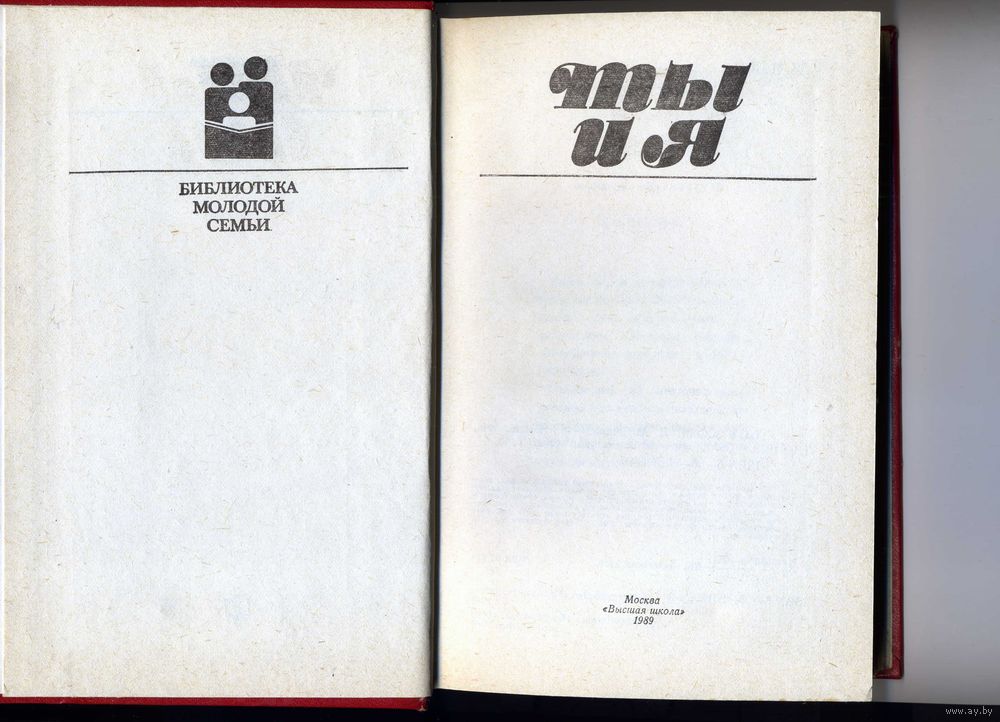 БИБЛИОТЕКА
МОЛОДОЙ
СЕМЬИ
ТЫ
И Я
Москва
«Высшая школа»
1989
www.ay.by